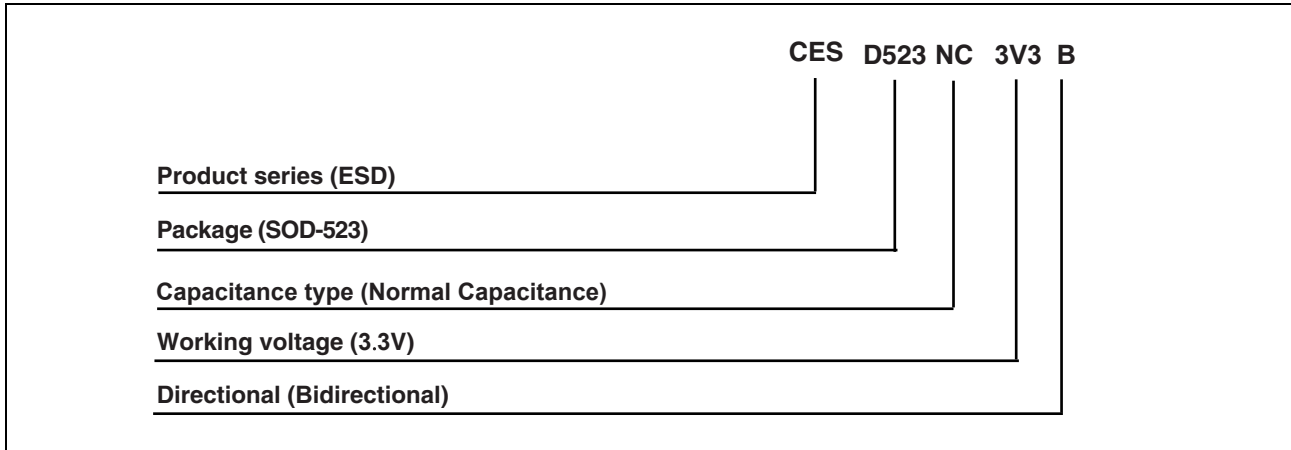 CES D523 NC 3V3 B
Product series (ESD)
Package (SOD-523)
Capacitance type (Normal Capacitance)
Working voltage (3.3V)
Directional (Bidirectional)